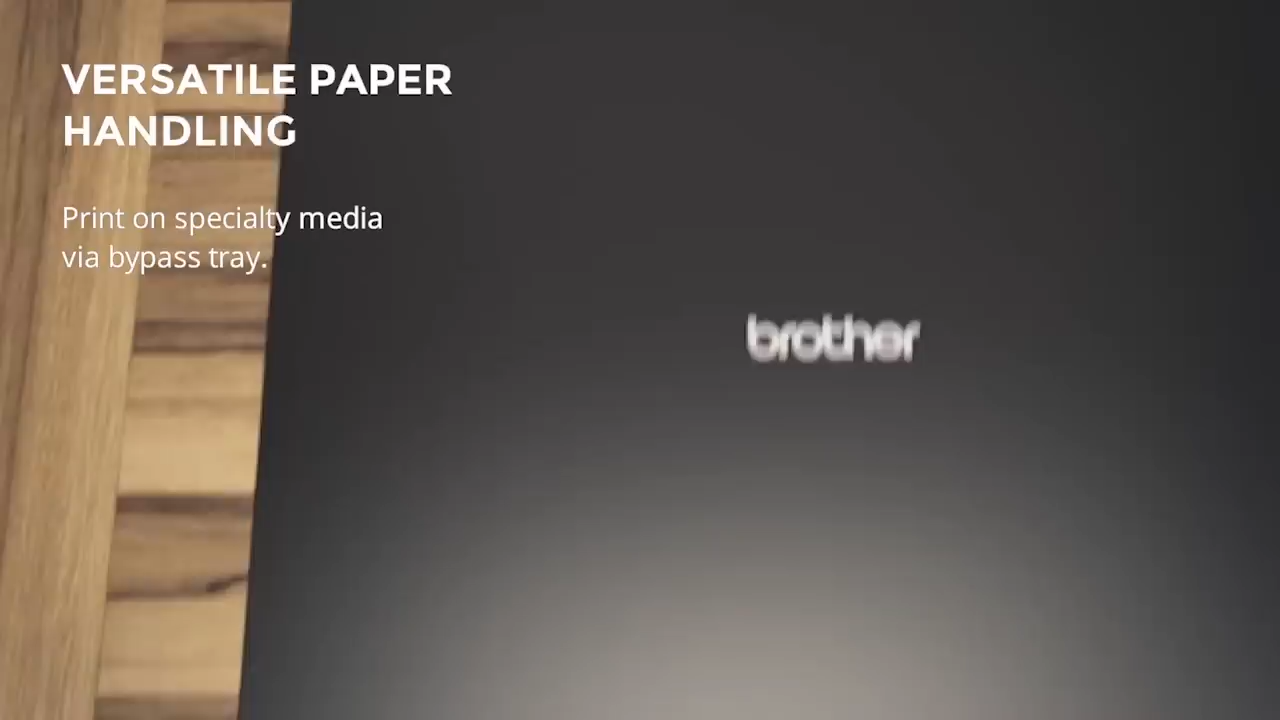 VERSATILE PAPER
HANDLING
Print on specialty media
via bypass tray.
brother